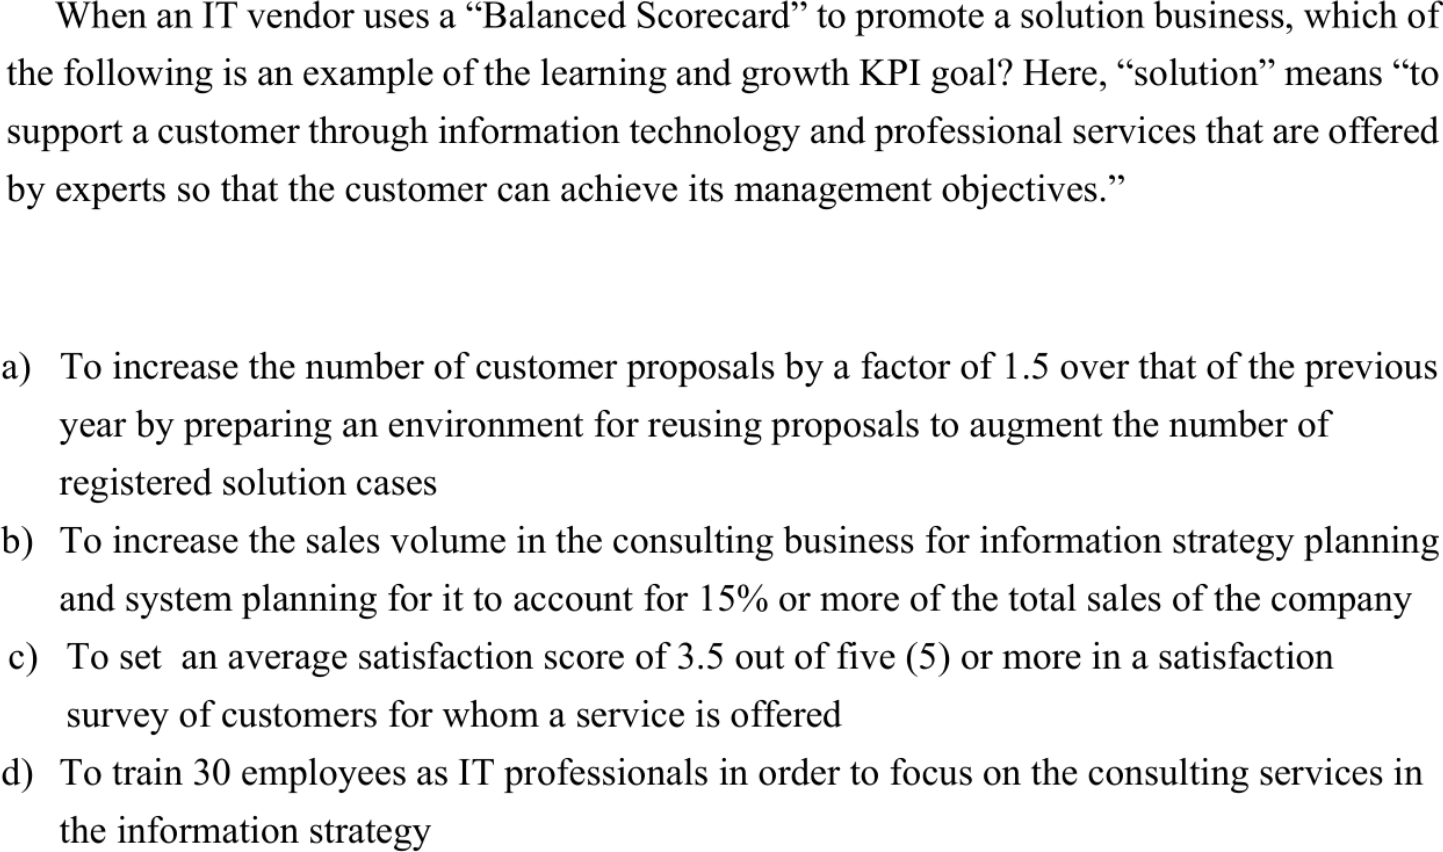 When an IT vendor uses a “Balanced Scorecard” to promote a solution business, which of
the following is an example of the learning and growth KPI goal? Here, “solution” means “to
support a customer through information technology and professional services that are offered
by experts so that the customer can achieve its management objectives.”
a) To increase the number of customer proposals by a factor of 1.5 over that of the previous
year by preparing an environment for reusing proposals to augment the number of
registered solution cases
b) To increase the sales volume in the consulting business for information strategy planning
and system planning for it to account for 15% or more of the total sales of the company
c) To set an average satisfaction score of 3.5 out of five (5) or more in a satisfaction
survey of customers for whom a service is offered
d) To train 30 employees as IT professionals in order to focus on the consulting services in
the information strategy